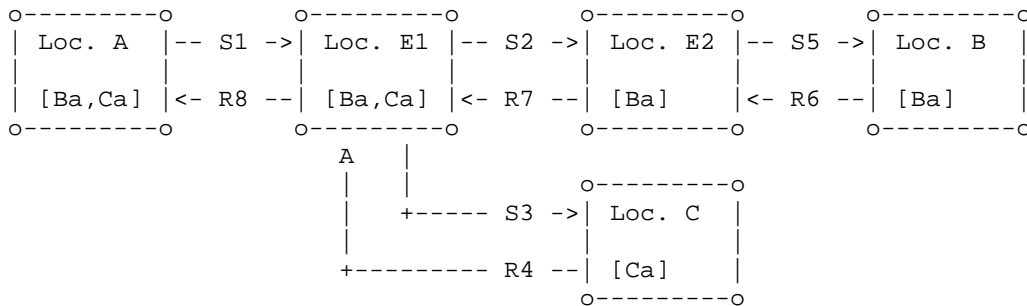 o---------o         o---------o         o---------o         o---------o
| Loc. A  |-- S1 ->| Loc. E1 |-- S2 ->| Loc. E2 |-- S5 ->| Loc. B  |
|         |        |         |        |         |        |         |
| [Ba,Ca] |<- R8 --| [Ba,Ca] |<- R7 --| [Ba]    |<- R6 --| [Ba]    |
o---------o        o---------o        o---------o        o---------o
                      A   |
                      |   |           o---------o
                      |   +----- S3 ->| Loc. C  |
                      |               |         |
                      +--------- R4 --| [Ca]    |
                                      o---------o